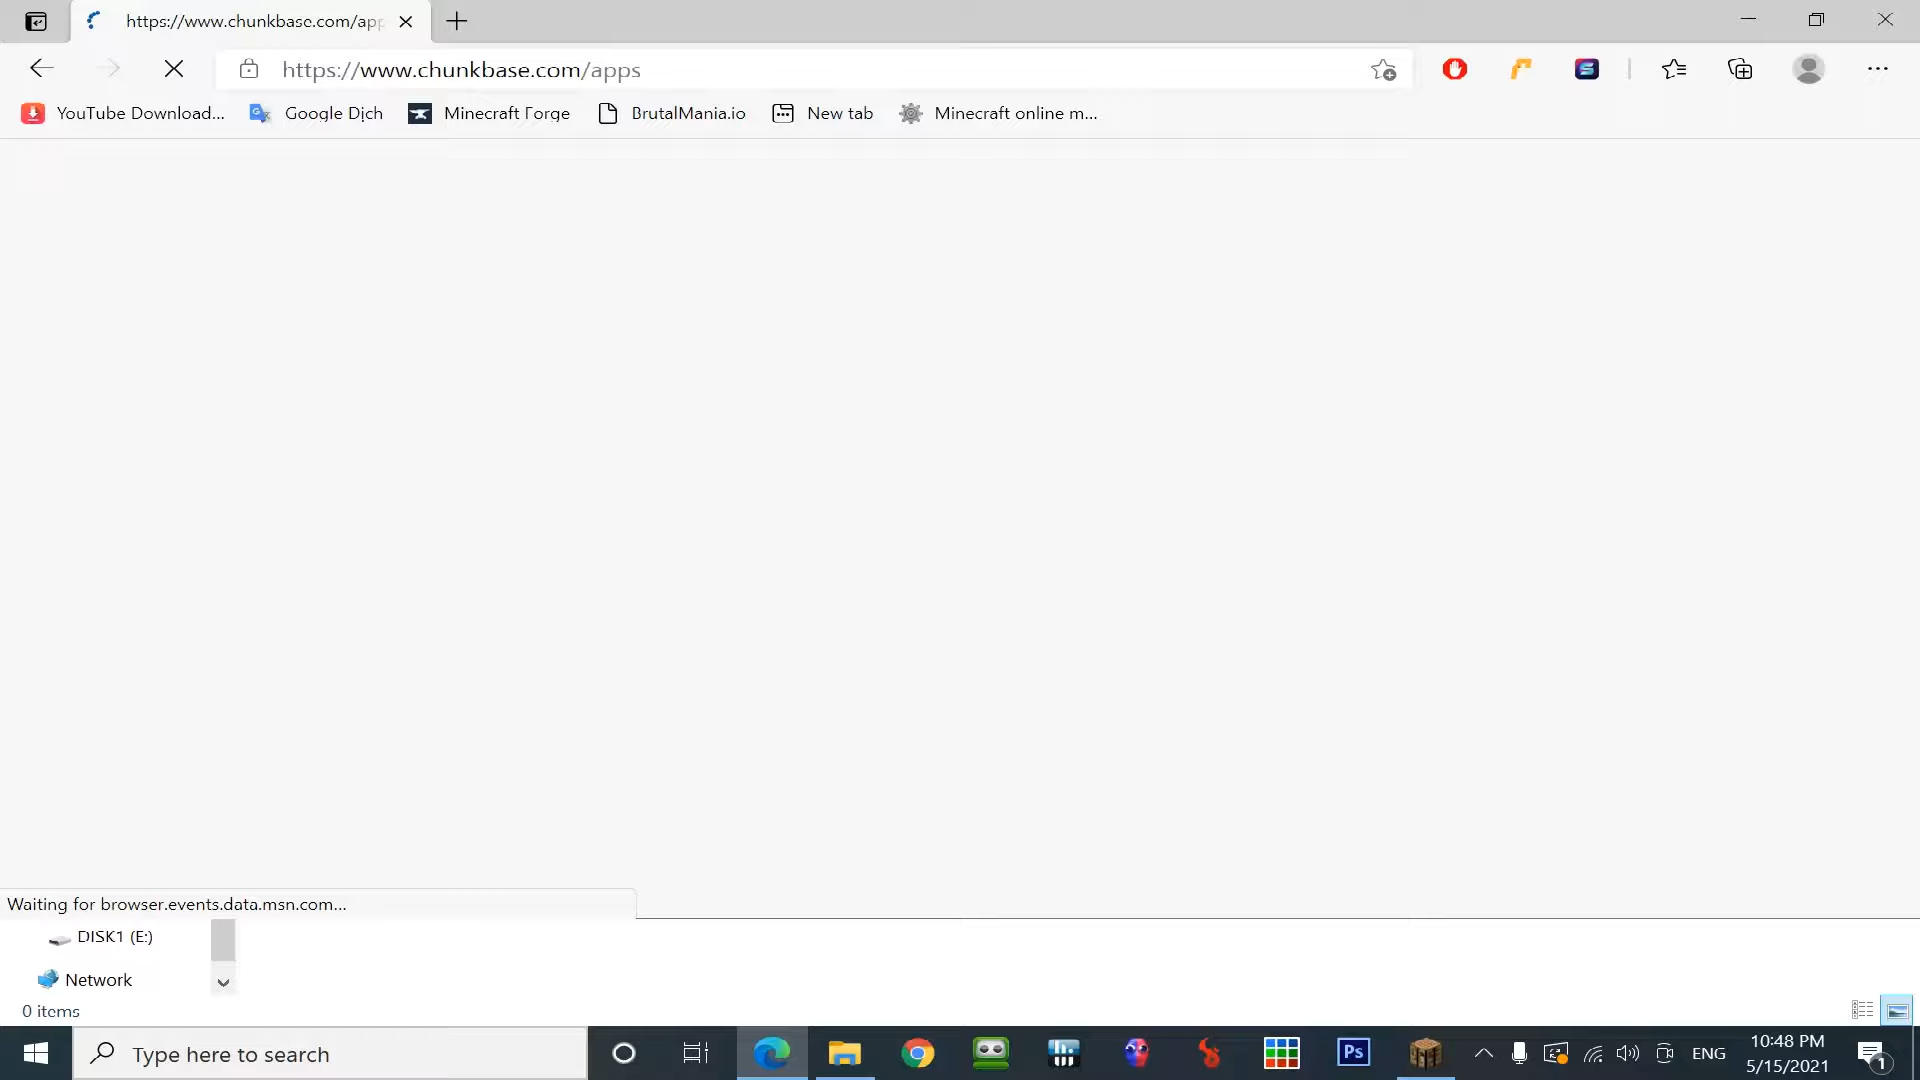 https://www.chunkbase.com/app
https://www.chunkbase.com/apps
YouTube Download... Google Dịch Minecraft Forge BrutalMania.io New tab Minecraft online m...
Waiting for browser.events.data.msn.com...
DISK1 (E:)
Network
0 items
Type here to search
Ps
ENG
10:48 PM
5/15/2021
1